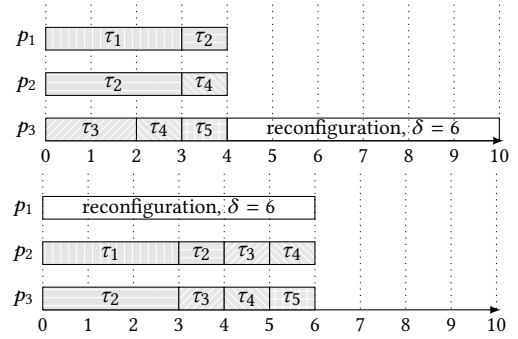 p1 τ1 τ2
p2 τ2 τ4
p3 τ3 τ4 τ5 reconfiguration, δ = 6
0 1 2 3 4 5 6 7 8 9 10
p1 reconfiguration, δ = 6
p2 τ1 τ2 τ3 τ4
p3 τ2 τ3 τ4 τ5
0 1 2 3 4 5 6 7 8 9 10